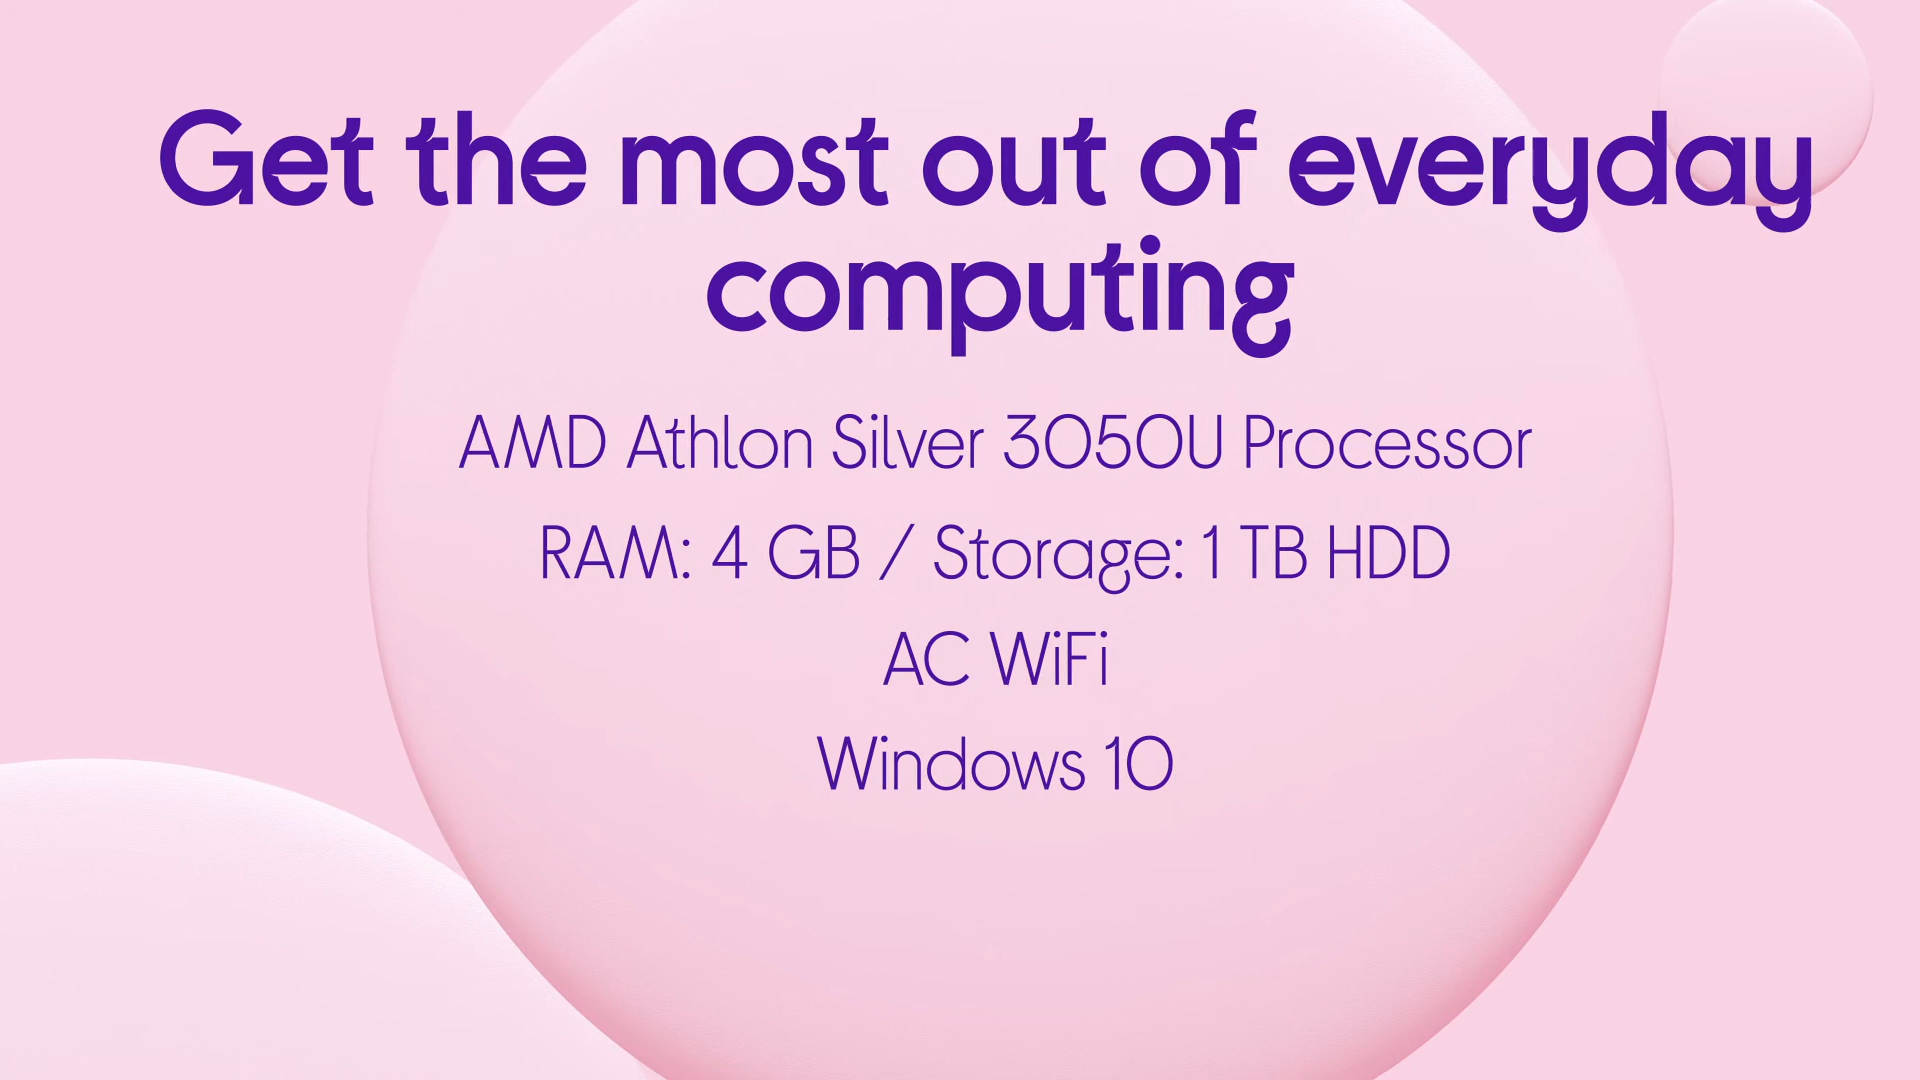 Get the most out of everyday
computing
AMD Athlon Silver 3050U Processor
RAM: 4 GB / Storage: 1 TB HDD
AC WiFi
Windows 10